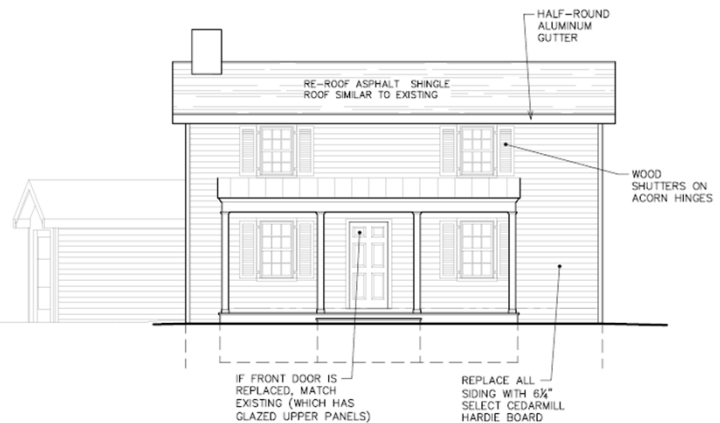 HALF-ROUND
ALUMINUM
GUTTER
RE-ROOF ASPHALT SHINGLE
ROOF SIMILAR TO EXISTING
WOOD
SHUTTERS ON
ACORN HINGES
IF FRONT DOOR IS
REPLACED, MATCH
EXISTING (WHICH HAS
GLAZED UPPER PANELS)
REPLACE ALL
SIDING WITH 6¼"
SELECT CEDARMILL
HARDIE BOARD